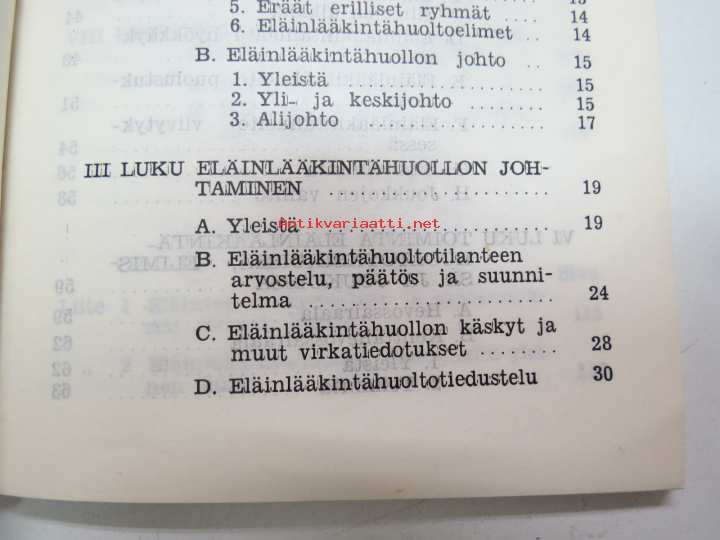 5. Eräät erilliset ryhmät . . . . 14
6. Eläinlääkintähuoltoelimet . . 14
B. Eläinlääkintähuollon johto . . 15
1. Yleistä . . . . . . . . . . . . . . 15
2. Yli- ja keskijohto . . . . . . . . 15
3. Alijohto . . . . . . . . . . . . . . 17
III LUKU ELÄINLÄÄKINTÄHUOLLON JOH-
TAMINEN . . . . . . . . . . . . 19
A. Yleistä . . . . . . . . . . . . . . 19
antikvariaatti.net
B. Eläinlääkintähuoltotilanteen
arvostelu, päätös ja suunni-
telma . . . . . . . . . . . . . . 24
C. Eläinlääkintähuollon käskyt ja
muut virkatiedotukset . . . . . . 28
D. Eläinlääkintähuoltotiedustelu 30